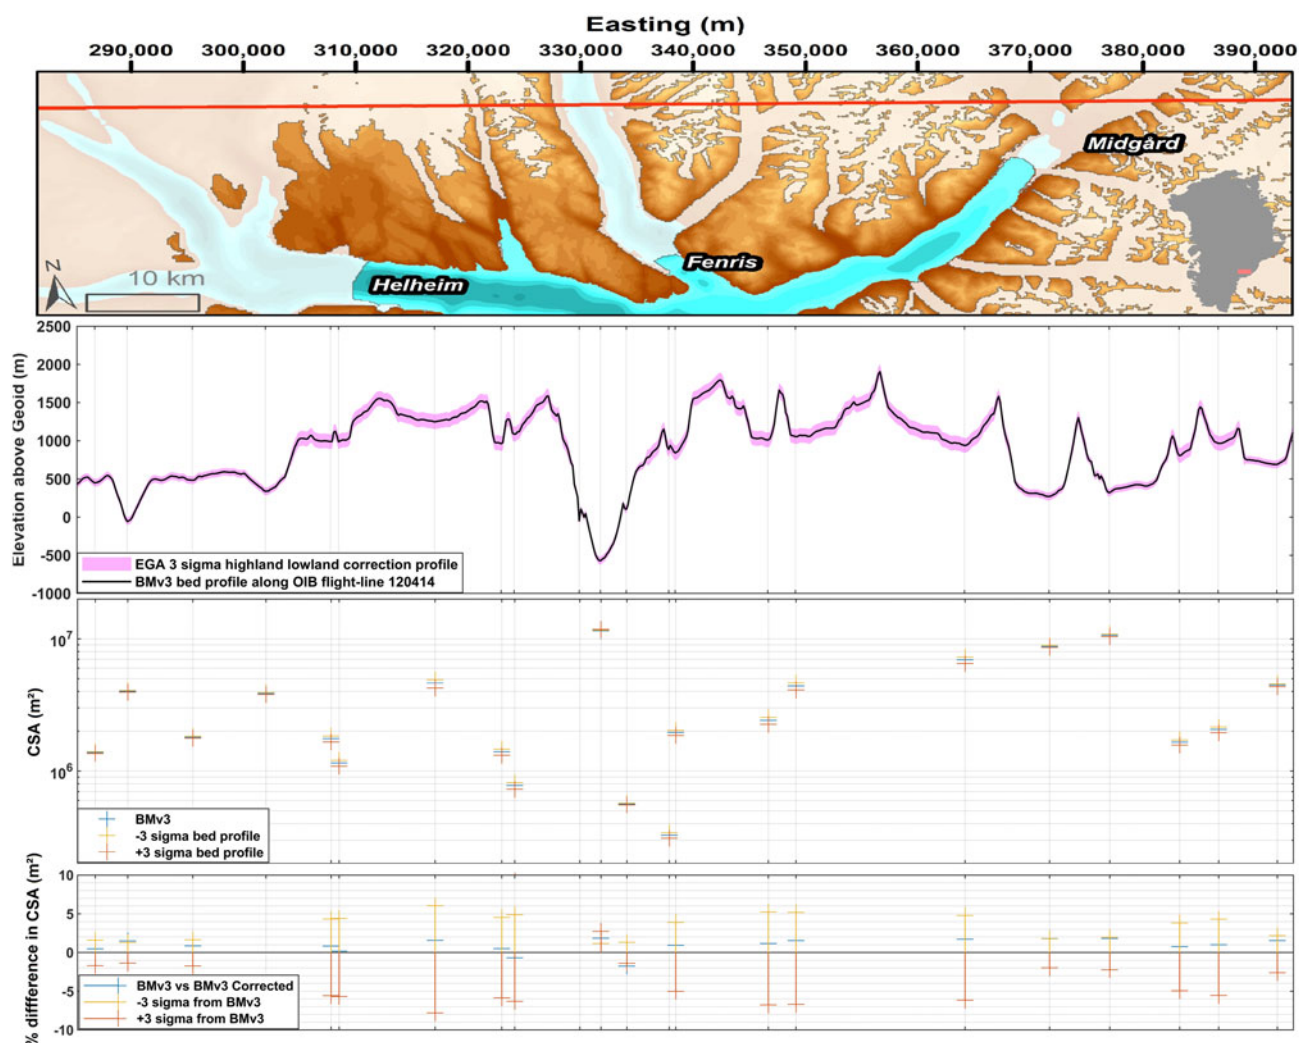 Easting (m)
290,000 300,000 310,000 320,000 330,000 340,000 350,000 360,000 370,000 380,000 390,000
Midgård
Fenris
Helheim
N
10 km
Elevation above Geoid (m)
2500
2000
1500
1000
500
0
-500
-1000
EGA 3 sigma highland lowland correction profile
BMv3 bed profile along OIB flight-line 120414
CSA (m²)
10⁷
10⁶
BMv3
-3 sigma bed profile
+3 sigma bed profile
% diffference in CSA (m²)
10
5
0
-5
-10
BMv3 vs BMv3 Corrected
-3 sigma from BMv3
+3 sigma from BMv3